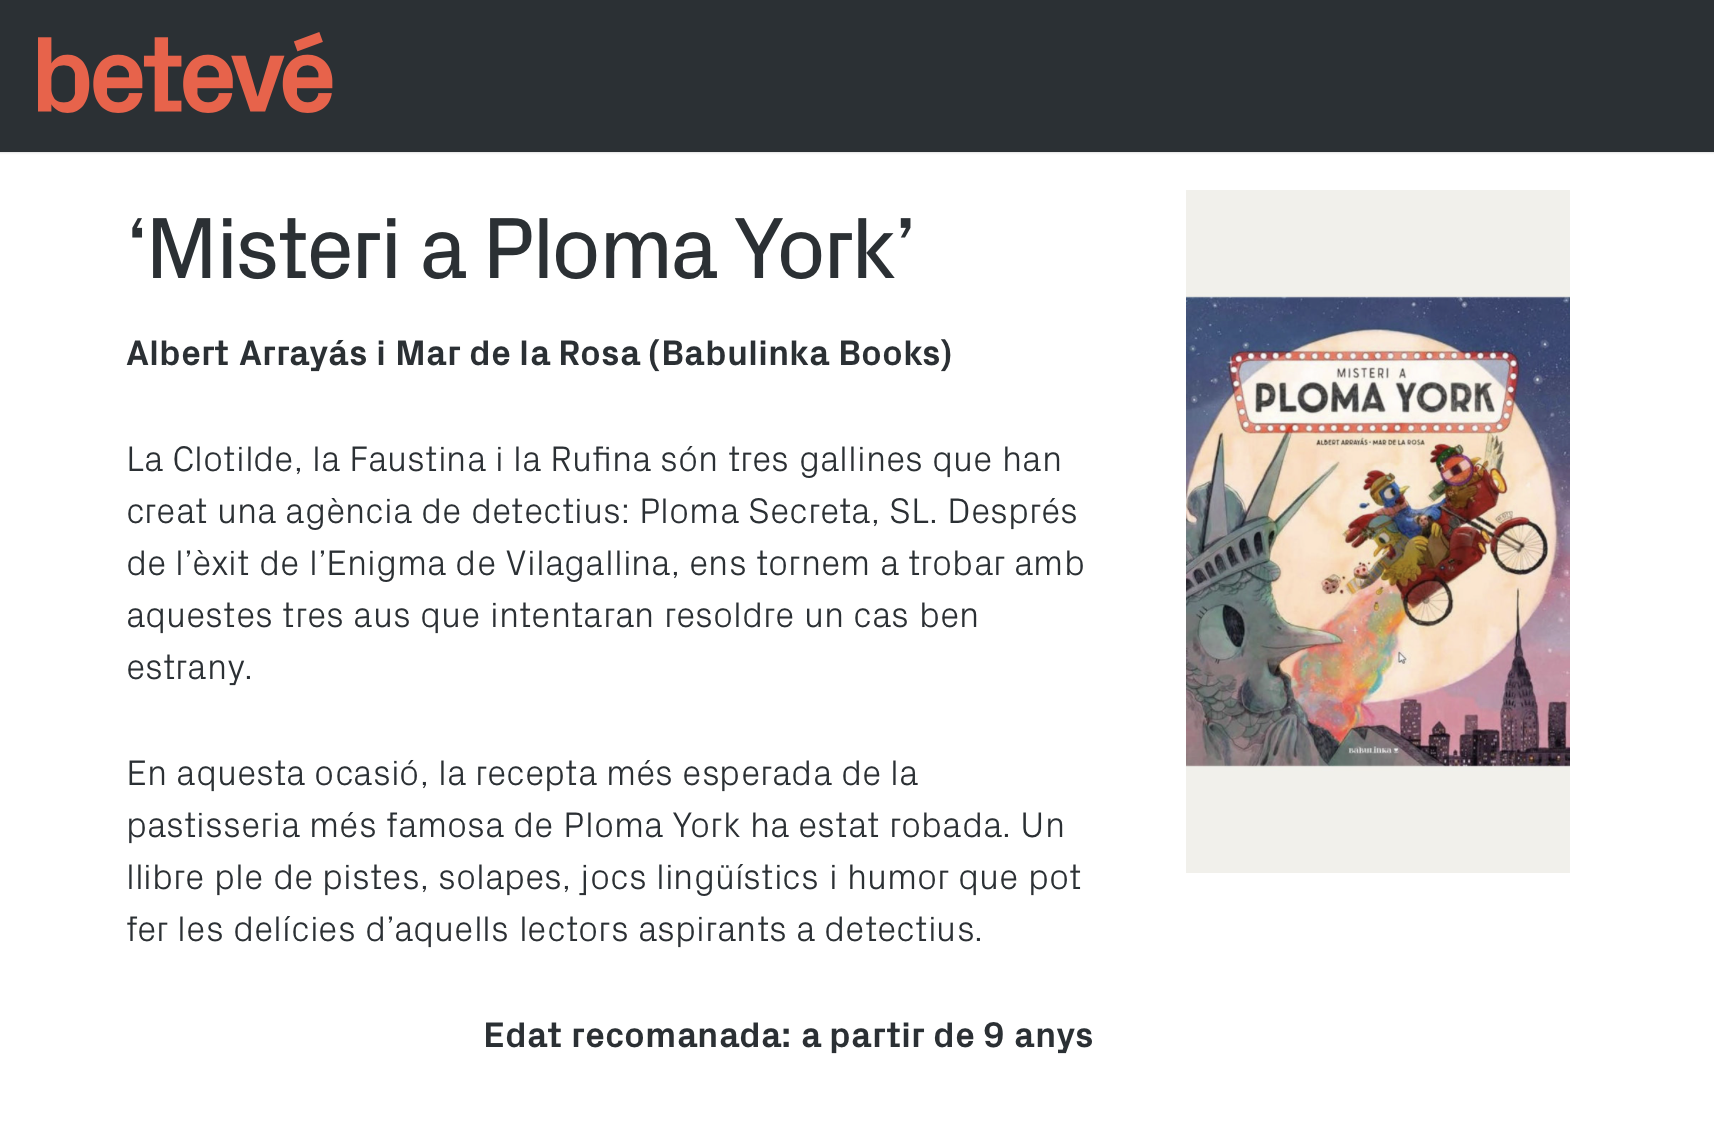 betevé
‘Misteri a Ploma York’
Albert Arrayás i Mar de la Rosa (Babulinka Books)
La Clotilde, la Faustina i la Rufina són tres gallines que han
creat una agència de detectius: Ploma Secreta, SL. Després
de l’èxit de l’Enigma de Vilagallina, ens tornem a trobar amb
aquestes tres aus que intentaran resoldre un cas ben
estrany.
En aquesta ocasió, la recepta més esperada de la
pastisseria més famosa de Ploma York ha estat robada. Un
llibre ple de pistes, solapes, jocs lingüístics i humor que pot
fer les delícies d’aquells lectors aspirants a detectius.
Edat recomanada: a partir de 9 anys
MISTERI A
PLOMA YORK
ALBERT ARRAYÁS • MAR DE LA ROSA
BABULINKA